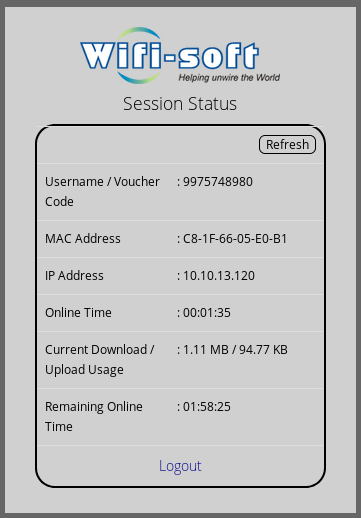 Wifi-soft
Helping unwire the World
Session Status
Refresh
Username / Voucher : 9975748980
Code
MAC Address : C8-1F-66-05-E0-B1
IP Address : 10.10.13.120
Online Time : 00:01:35
Current Download / : 1.11 MB / 94.77 KB
Upload Usage
Remaining Online : 01:58:25
Time
Logout